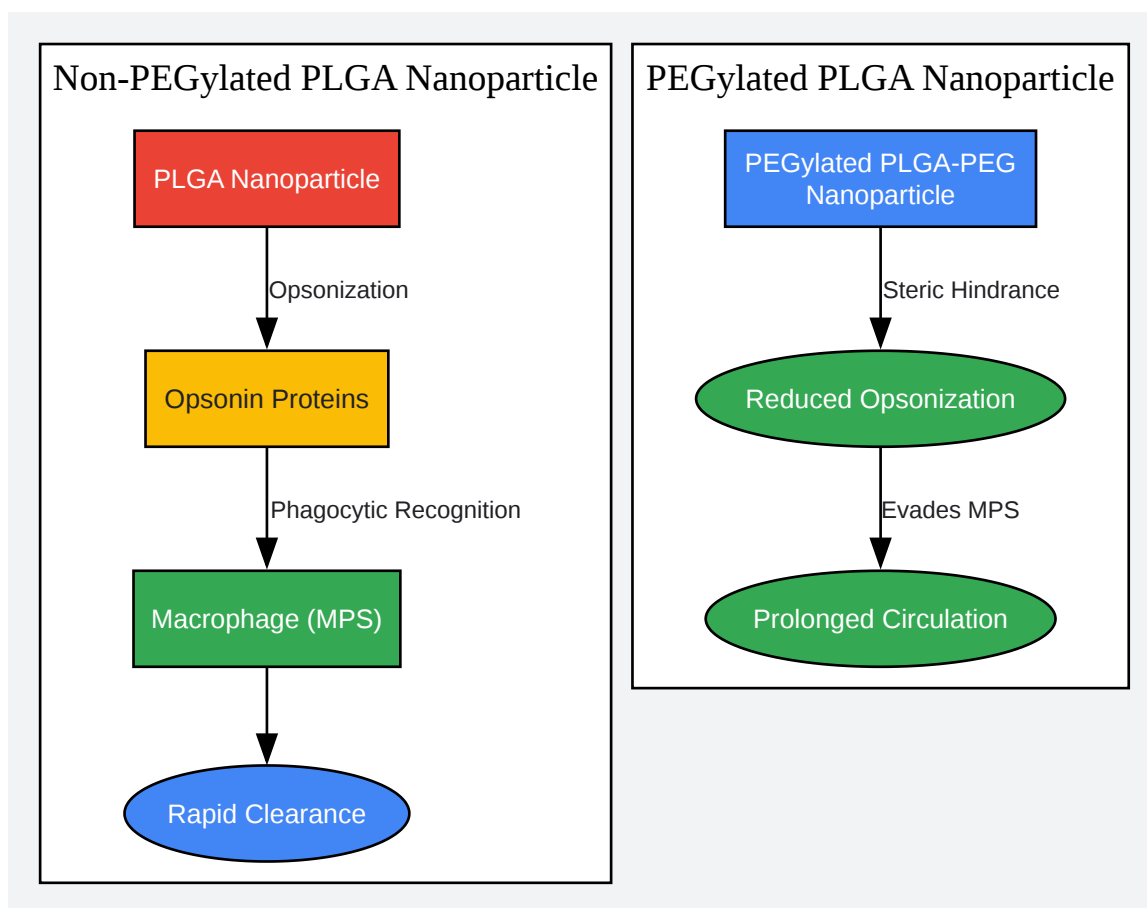 Non-PEGylated PLGA Nanoparticle
PLGA Nanoparticle
Opsonization
Opsonin Proteins
Phagocytic Recognition
Macrophage (MPS)
Rapid Clearance
PEGylated PLGA Nanoparticle
PEGylated PLGA-PEG
Nanoparticle
Steric Hindrance
Reduced Opsonization
Evades MPS
Prolonged Circulation